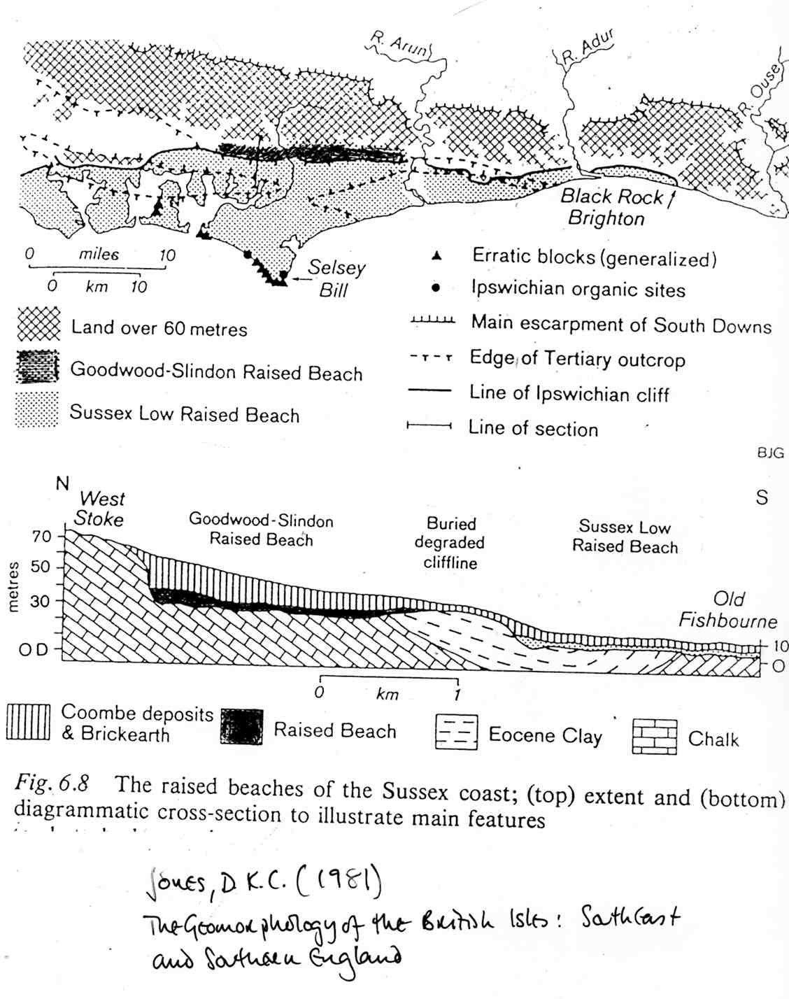 R. Arun
R. Adur
R. Ouse
Black Rock
Brighton
0 miles 10
0 km 10
Selsey
Bill
Erratic blocks (generalized)
Ipswichian organic sites
Main escarpment of South Downs
Edge of Tertiary outcrop
Line of Ipswichian cliff
Line of section
Land over 60 metres
Goodwood-Slindon Raised Beach
Sussex Low Raised Beach
BJG
N
S
West
Stoke
Goodwood-Slindon
Raised Beach
Buried
degraded
cliffline
Sussex Low
Raised Beach
Old
Fishbourne
metres
70
50
30
OD
10
0
0 km 1
Coombe deposits
& Brickearth
Raised Beach
Eocene Clay
Chalk
Fig. 6.8 The raised beaches of the Sussex coast; (top) extent and (bottom)
diagrammatic cross-section to illustrate main features
Jones, D.K.C. (1981)
The Geomorphology of the British Isles: South East
and Southern England